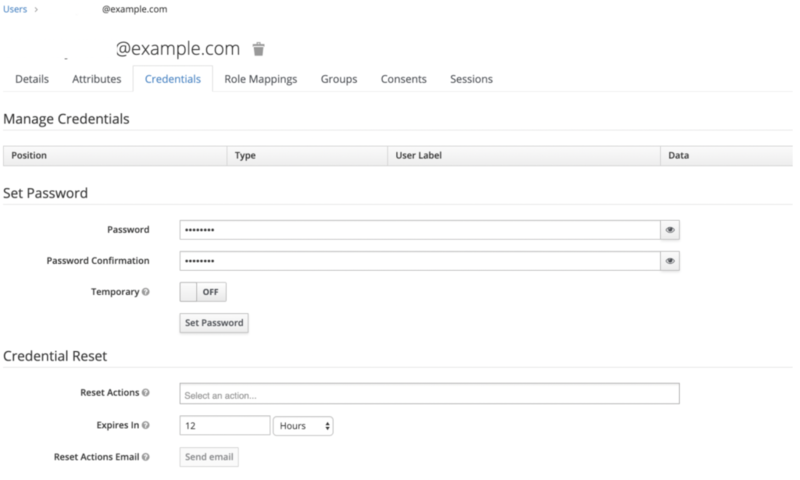 Users > @example.com
@example.com
Details Attributes Credentials Role Mappings Groups Consents Sessions
Manage Credentials
Position Type User Label Data
Set Password
Password ••••••••
Password Confirmation ••••••••
Temporary OFF
Set Password
Credential Reset
Reset Actions Select an action...
Expires In 12 Hours
Reset Actions Email Send email